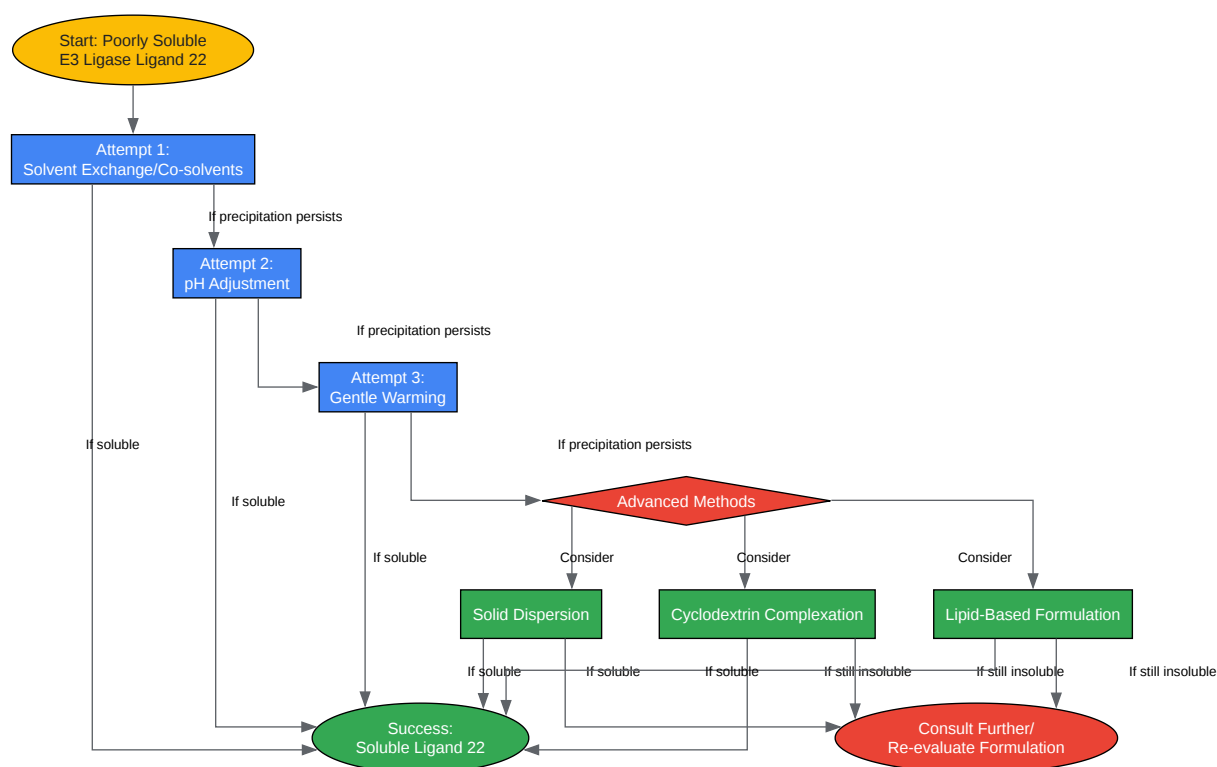 Start: Poorly Soluble
E3 Ligase Ligand 22
Attempt 1:
Solvent Exchange/Co-solvents
If precipitation persists
Attempt 2:
pH Adjustment
If precipitation persists
Attempt 3:
Gentle Warming
If soluble
If precipitation persists
If soluble
Advanced Methods
If soluble
Consider
Consider
Consider
Solid Dispersion
Cyclodextrin Complexation
Lipid-Based Formulation
If soluble
If soluble
If soluble
If still insoluble
If still insoluble
If still insoluble
Success:
Soluble Ligand 22
Consult Further/
Re-evaluate Formulation